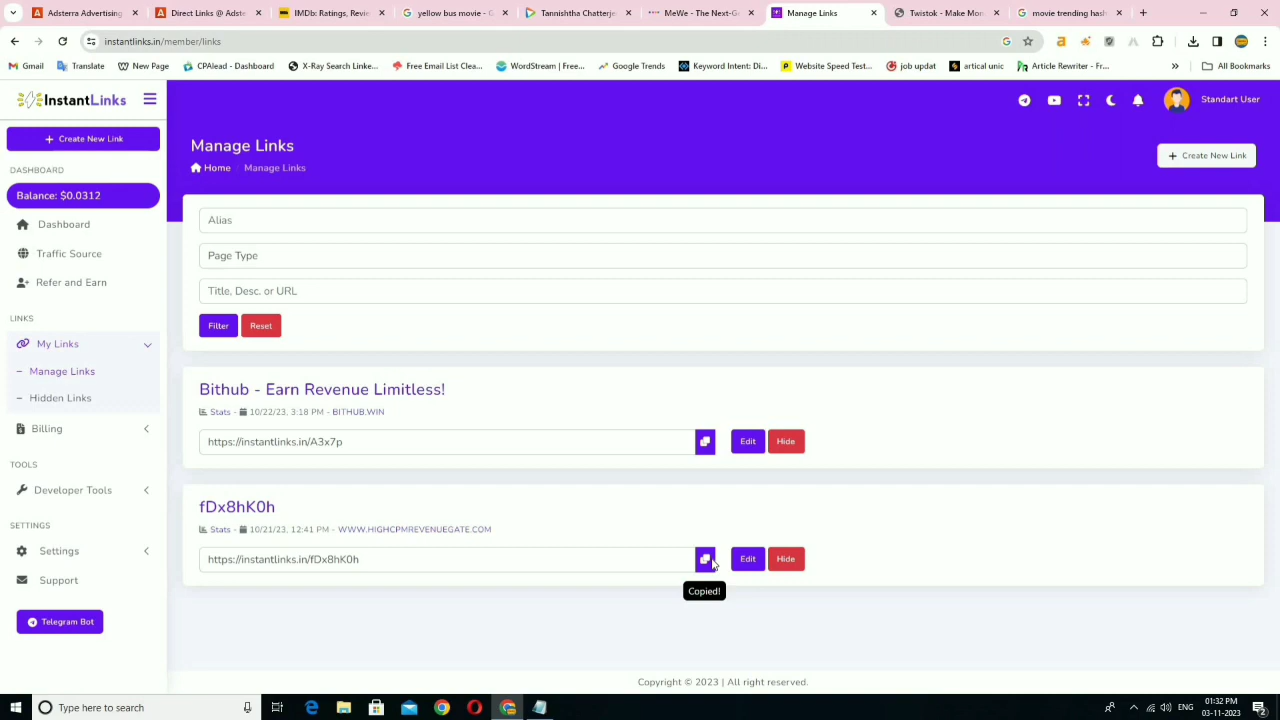 Adsterra Advertising
Direct Links @ Adster
IMDlx Ratings, Revie
yandex bus movie - G
Tannishtha Chatterje
MeWe - The Next-
Manage Links
Twistok - Make Mon
movie trending hash
instantlinks.in/member/links
Gmail
Translate
New Page
CPAlead - Dashboard
X-Ray Search Linke...
Free Email List Clea...
WordStream | Free...
Google Trends
Keyword Intent: Di...
Website Speed Test...
job updat
artical unic
Article Rewriter - Fr...
All Bookmarks
InstantLinks
Standart User
+ Create New Link
DASHBOARD
Balance: $0.0312
Dashboard
Traffic Source
Refer and Earn
LINKS
My Links
– Manage Links
– Hidden Links
Billing
TOOLS
Developer Tools
SETTINGS
Settings
Support
Telegram Bot
Manage Links
Home / Manage Links
+ Create New Link
Alias
Page Type
Title, Desc. or URL
Filter
Reset
Bithub - Earn Revenue Limitless!
Stats - 10/22/23, 3:18 PM - BITHUB.WIN
https://instantlinks.in/A3x7p
Edit
Hide
fDx8hK0h
Stats - 10/21/23, 12:41 PM - WWW.HIGHCPMREVENUEGATE.COM
https://instantlinks.in/fDx8hK0h
Edit
Hide
Copied!
Copyright © 2023 | All right reserved.
Type here to search
ENG
01:32 PM
03-11-2023
2